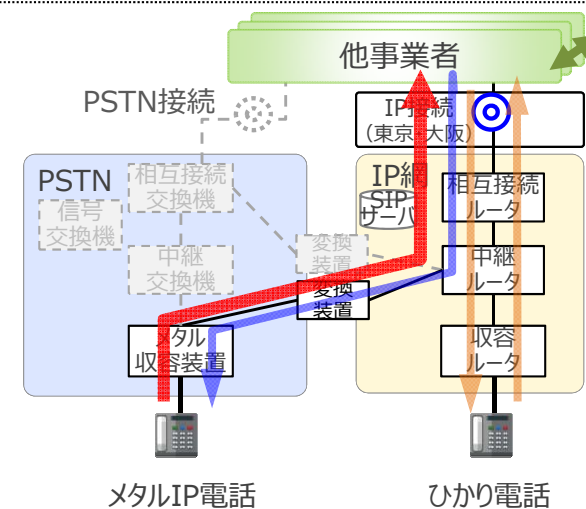 他事業者
PSTN接続
IP接続
(東京・大阪)
PSTN
相互接続
交換機
信号
交換機
中継
交換機
変換
装置
変換
装置
メタル
収容装置
IP網
SIP
サーバ
相互接続
ルータ
中継
ルータ
収容
ルータ
メタルIP電話
ひかり電話